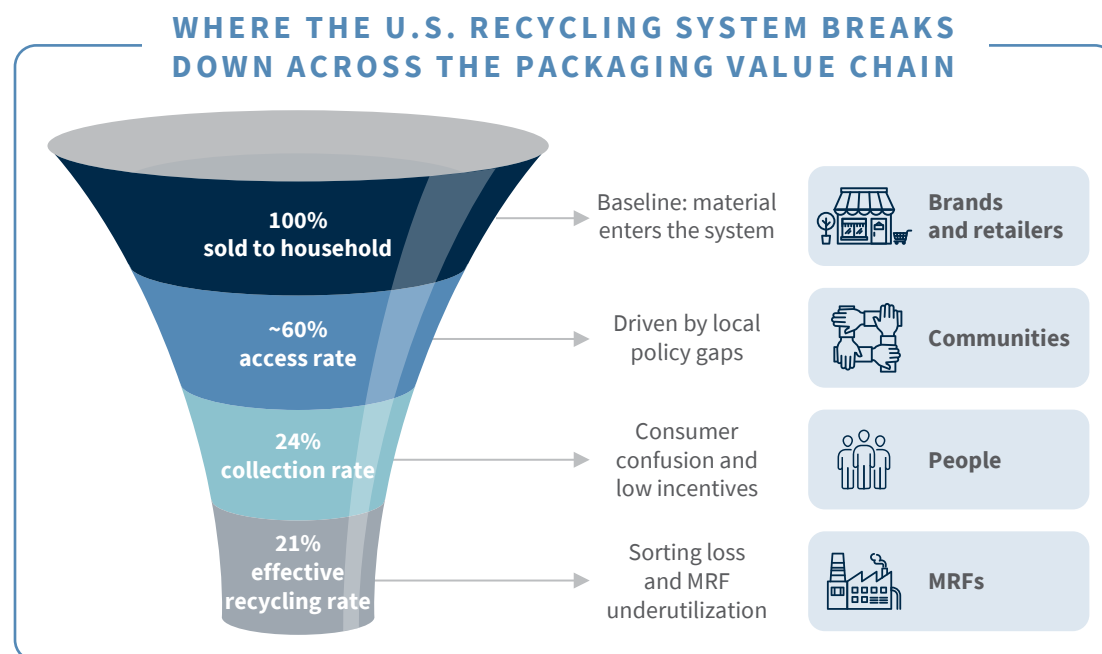 WHERE THE U.S. RECYCLING SYSTEM BREAKS
DOWN ACROSS THE PACKAGING VALUE CHAIN
100%
sold to household
Baseline: material
enters the system
Brands
and retailers
~60%
access rate
Driven by local
policy gaps
Communities
24%
collection rate
Consumer
confusion and
low incentives
People
21%
effective
recycling rate
Sorting loss
and MRF
underutilization
MRFs